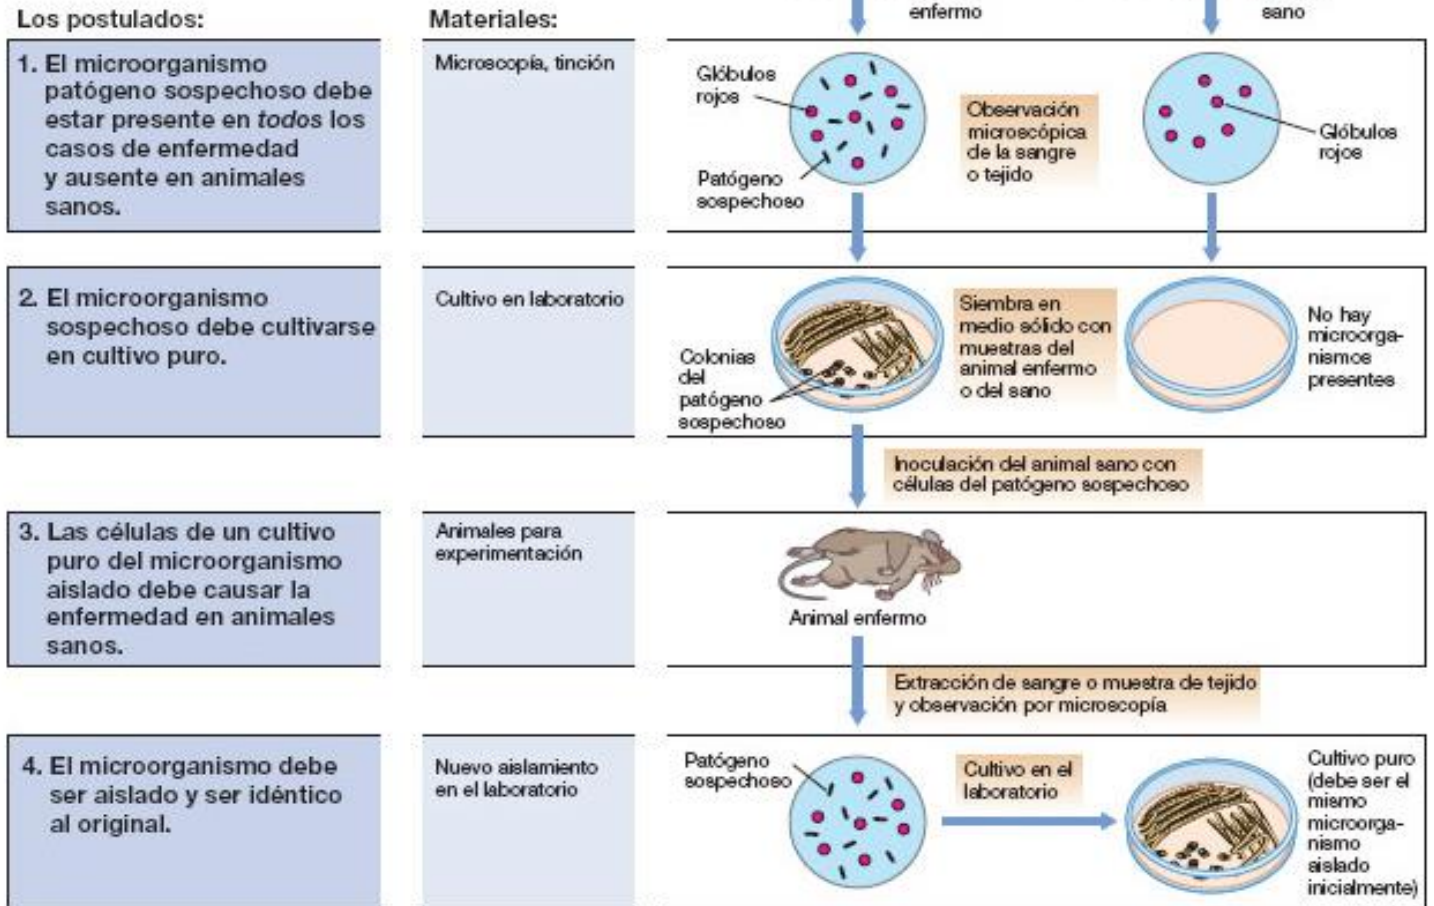 Los postulados:
Materiales:
enfermo
sano
1. El microorganismo
patógeno sospechoso debe
estar presente en todos los
casos de enfermedad
y ausente en animales
sanos.
Microscopía, tinción
Glóbulos
rojos
Patógeno
sospechoso
Observación
microscópica
de la sangre
o tejido
Glóbulos
rojos
2. El microorganismo
sospechoso debe cultivarse
en cultivo puro.
Cultivo en laboratorio
Colonias
del
patógeno
sospechoso
Siembra en
medio sólido con
muestras del
animal enfermo
o del sano
No hay
microorga-
nismos
presentes
Inoculación del animal sano con
células del patógeno sospechoso
3. Las células de un cultivo
puro del microorganismo
aislado debe causar la
enfermedad en animales
sanos.
Animales para
experimentación
Animal enfermo
Extracción de sangre o muestra de tejido
y observación por microscopía
4. El microorganismo debe
ser aislado y ser idéntico
al original.
Nuevo aislamiento
en el laboratorio
Patógeno
sospechoso
Cultivo en el
laboratorio
Cultivo puro
(debe ser el
mismo
microorga-
nismo
aislado
inicialmente)